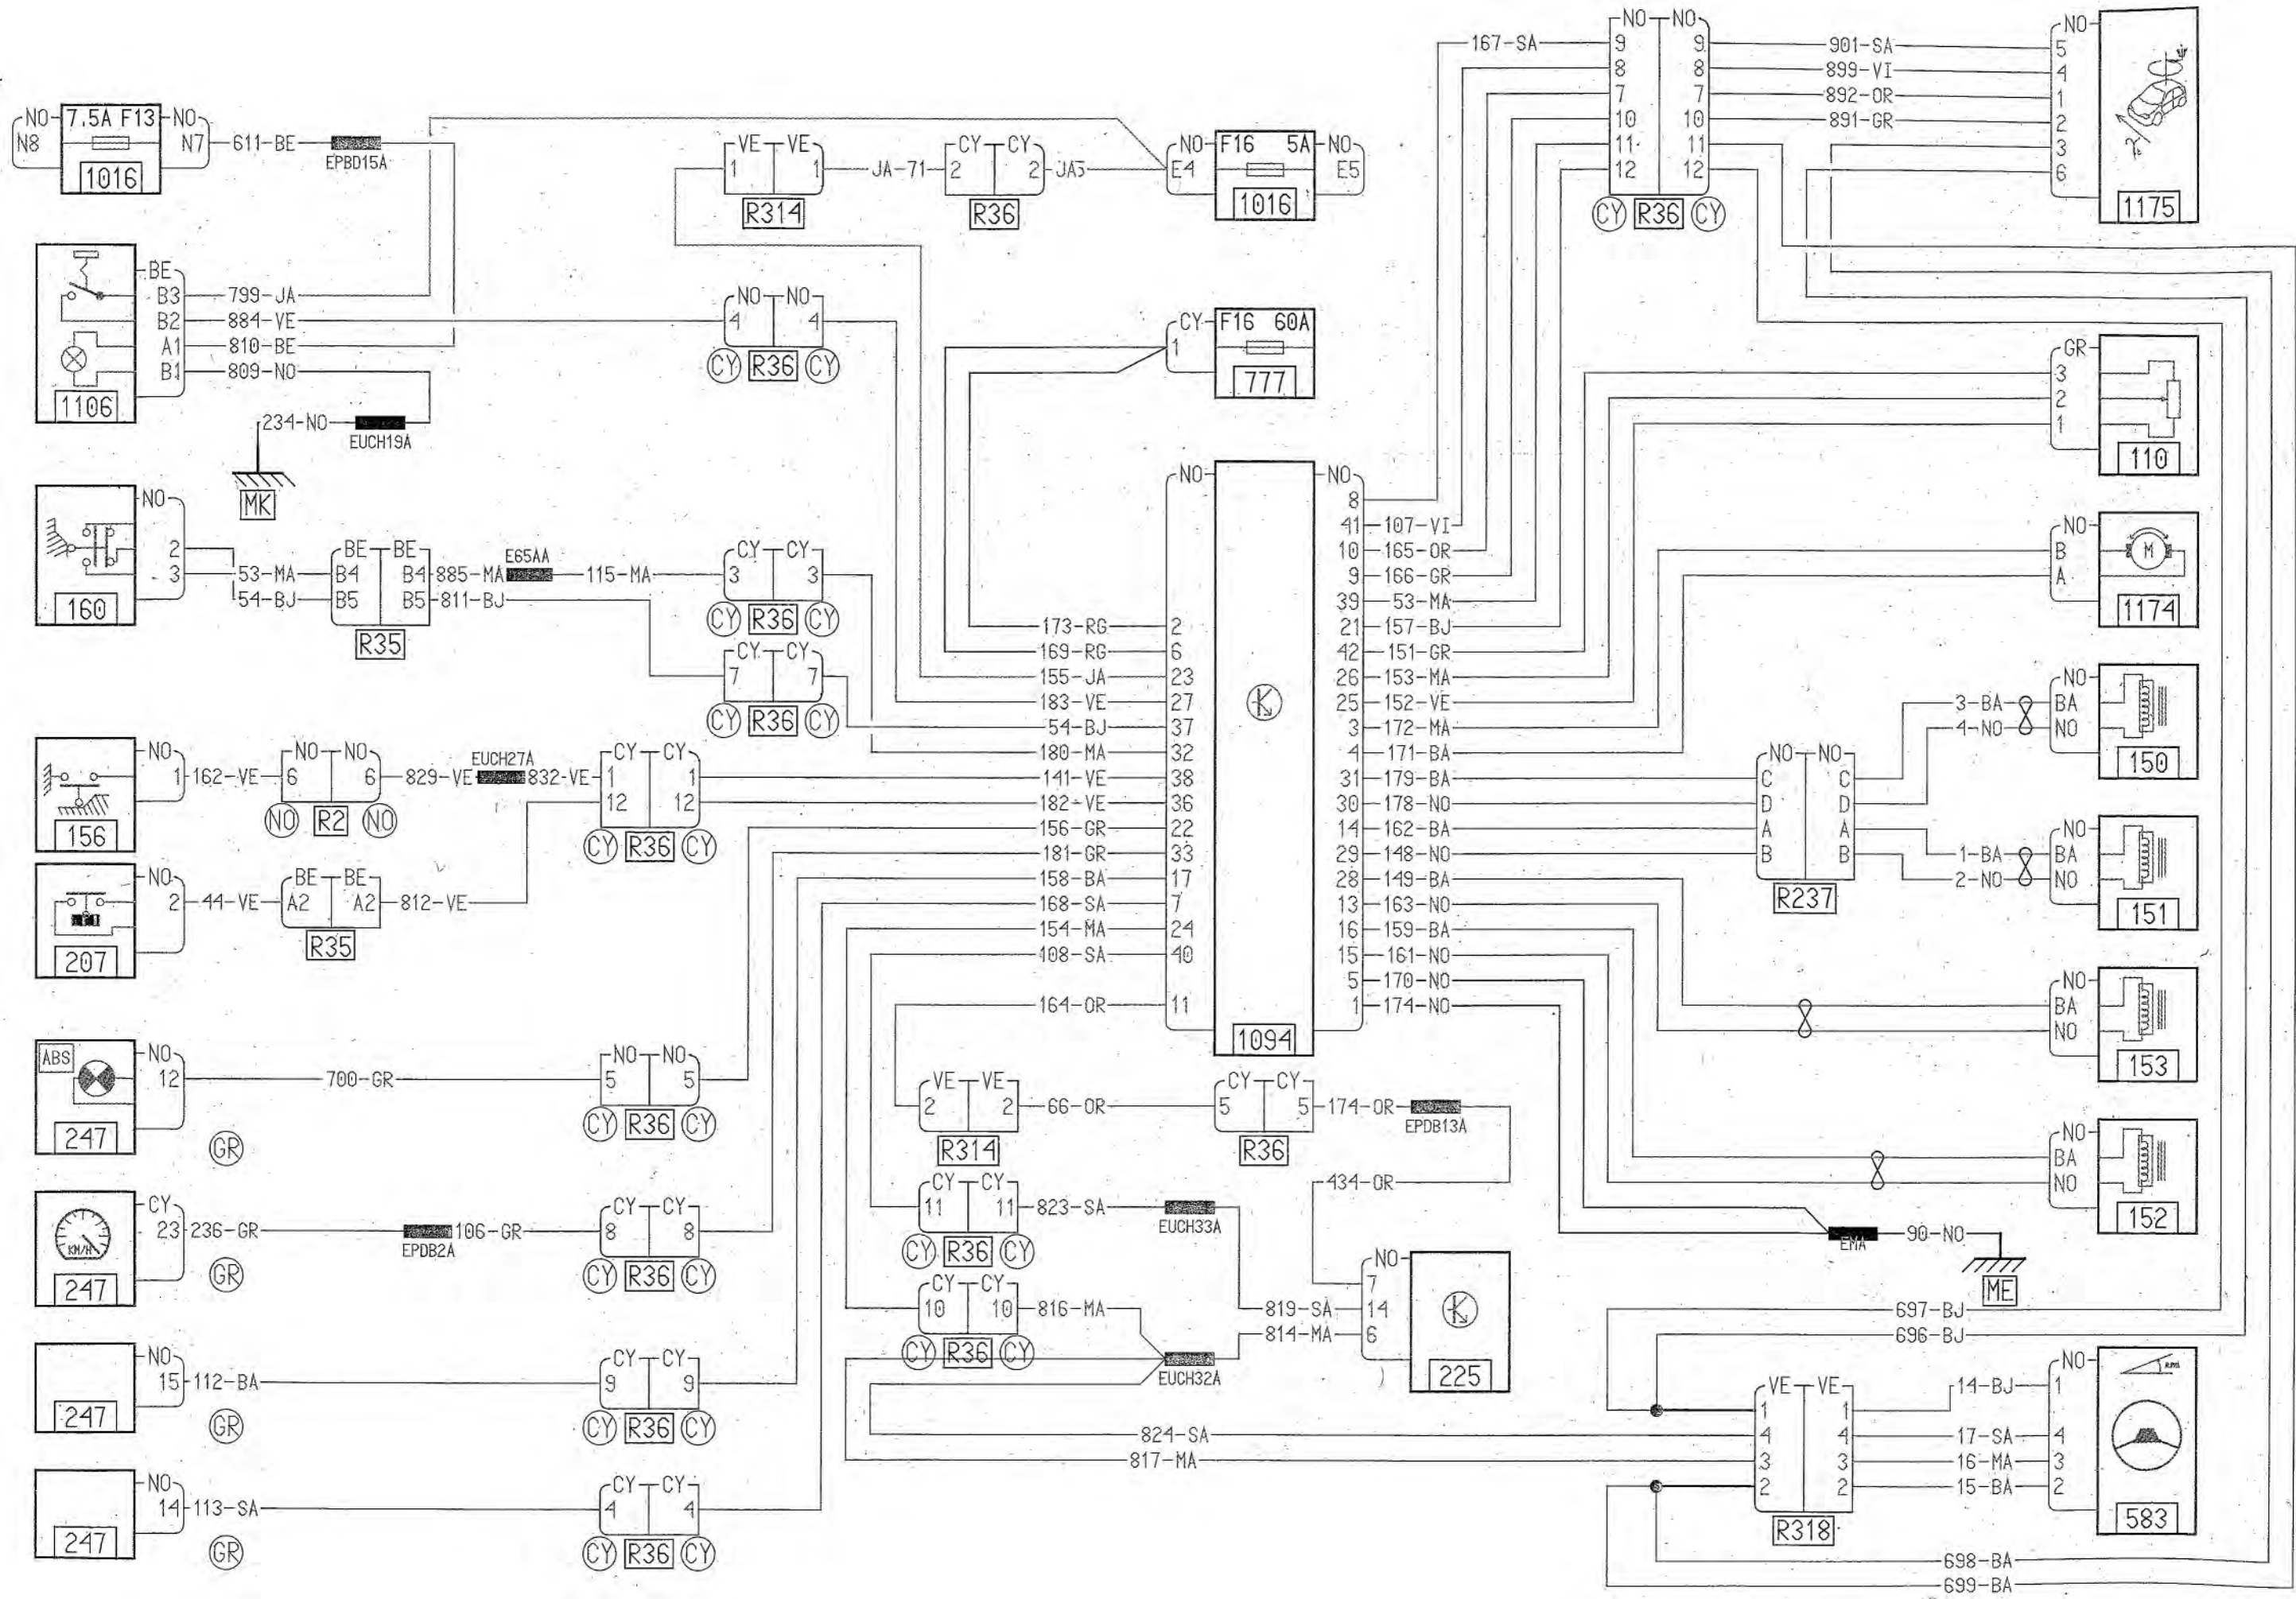 NO 7.5A F13 NO
N8 N7 611-BE EPBD15A
1016
BE
B3 799-JA
B2 884-VE
A1 810-BE
B1 809-NO
1106
234-NO EUCH19A
MK
NO
2
3
53-MA
54-BJ
160
BE BE
B4 B4 885-MA E65AA 115-MA
B5 B5 811-BJ
R35
NO
1 162-VE
156
NO NO
6 6 829-VE EUCH27A 832-VE
NO R2 NO
NO
2 44-VE
207
BE BE
A2 A2 812-VE
R35
ABS NO
12 700-GR
247 GR
CY
23 236-GR EPDB2A 106-GR
KM/H
247 GR
NO
15 112-BA
247 GR
NO
14 113-SA
247 GR
VE VE
1 1 JA-71
R314
CY CY
2 2
R36
NO F16 5A NO
E4 E5
1016
NO NO
4 4
CY R36 CY
CY F16 60A
1
777
CY CY
3 3
CY R36 CY
CY CY
7 7
CY R36 CY
CY CY
1 1
12 12
CY R36 CY
NO NO
5 5
CY R36 CY
CY CY
8 8
CY R36 CY
CY CY
9 9
CY R36 CY
CY CY
4 4
CY R36 CY
NO NO
173-RG 2
169-RG 6
155-JA 23
183-VE 27
54-BJ 37
180-MA 32
141-VE 38
182-VE 36
156-GR 22
181-GR 33
158-BA 17
168-SA 7
154-MA 24
108-SA 40
164-OR 11
1094
8
41 107-VI
10 165-OR
9 166-GR
39 53-MA
21 157-BJ
42 151-GR
26 153-MA
25 152-VE
3 172-MA
4 171-BA
31 179-BA
30 178-NO
14 162-BA
29 148-NO
28 149-BA
13 163-NO
16 159-BA
15 161-NO
5 170-NO
1 174-NO
VE VE
2 2 66-OR
R314
CY CY
5 5 174-OR EPDB13A
R36
434-OR
CY CY
11 11 823-SA EUCH33A
CY R36 CY
CY CY
10 10 816-MA
CY R36 CY
EUCH32A
819-SA
814-MA
NO
7
14
6
225
824-SA
817-MA
167-SA
NO NO
9 9 901-SA
8 8 899-VI
7 7 892-OR
10 10 891-GR
11 11
12 12
CY R36 CY
NO
5
4
1
2
3
6
1175
GR
3
2
1
110
NO
B M
A
1174
NO NO
C C
D D
A A
B B
R237
3-BA
4-NO
NO
BA
NO
150
1-BA
2-NO
NO
BA
NO
151
NO
BA
NO
153
NO
BA
NO
152
EMA 90-NO
ME
697-BJ
696-BJ
VE VE
1 1 14-BJ
4 4 17-SA
3 3 16-MA
2 2 15-BA
R318
NO
1
4
3
2
583
698-BA
699-BA